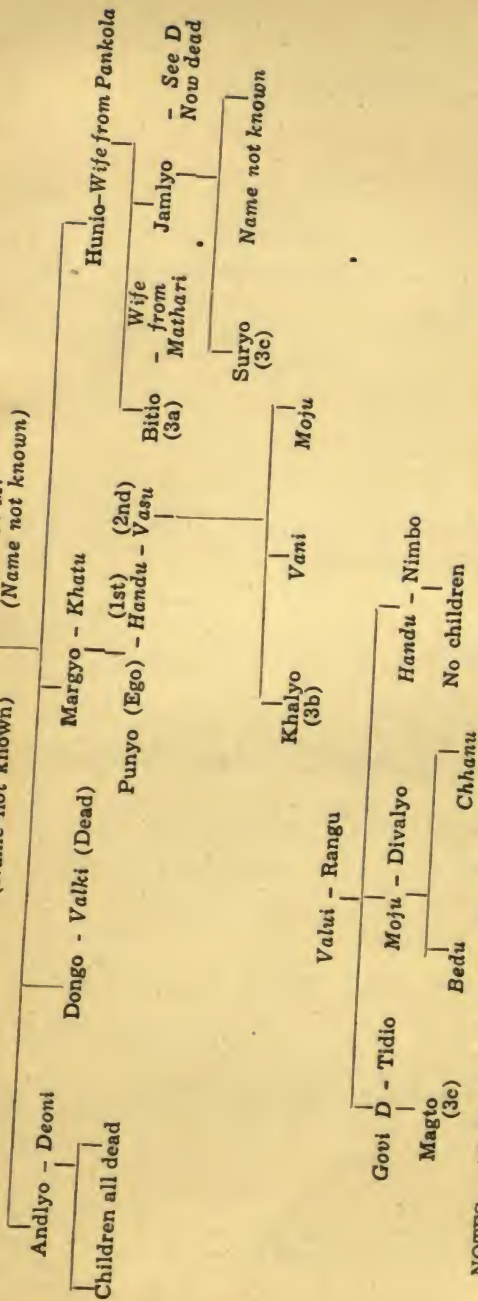 (Name not known)
Hunio-Wife from Pankola
Andlyo - Deoni
Dongo - Valki (Dead)
Margyo - Khatu
Children all dead
(1st) (2nd)
Punyo (Ego) - Handu - Vasu
Bitio - Wife from Mathari
(3a)
Jamlyo - See D
Now dead
Khalyo
(3b)
Vani
Moju
Suryo
(3c)
Name not known
Valui - Rangu
Govi D - Tidio
Moju - Divalyo
Handu - Nimbo
Magto
(3c)
Bedu
Chhanu
No children
NOTES